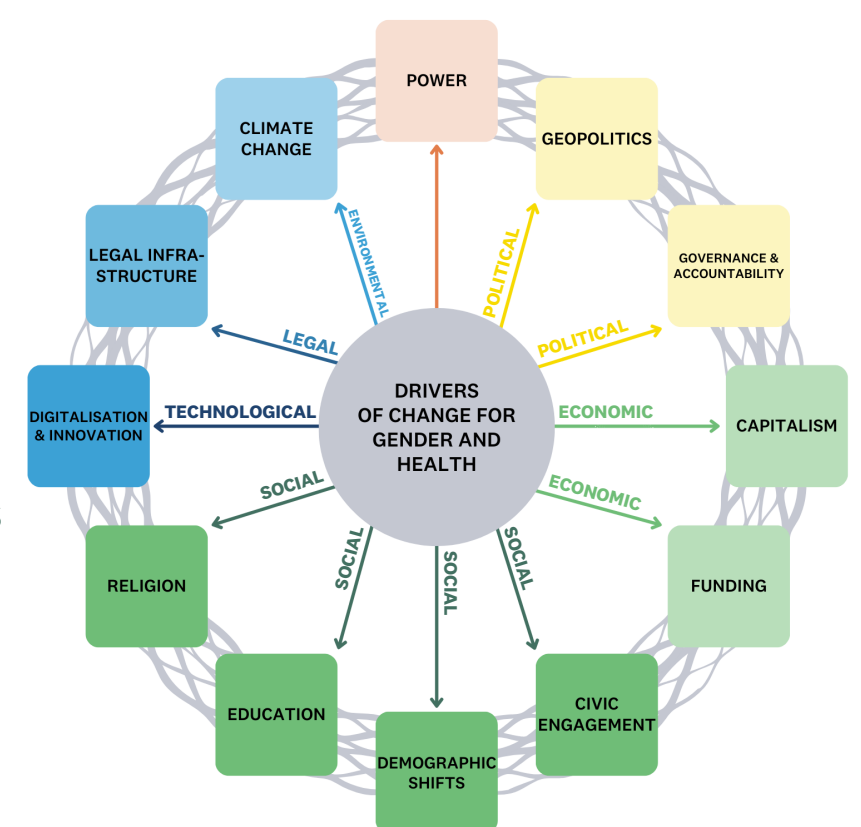 POWER
GEOPOLITICS
GOVERNANCE &
ACCOUNTABILITY
CAPITALISM
FUNDING
CIVIC
ENGAGEMENT
DEMOGRAPHIC
SHIFTS
EDUCATION
RELIGION
DIGITALISATION
& INNOVATION
LEGAL INFRA-
STRUCTURE
CLIMATE
CHANGE
POLITICAL
POLITICAL
ECONOMIC
ECONOMIC
SOCIAL
SOCIAL
SOCIAL
SOCIAL
TECHNOLOGICAL
LEGAL
ENVIRONMENTAL
DRIVERS
OF CHANGE FOR
GENDER AND
HEALTH